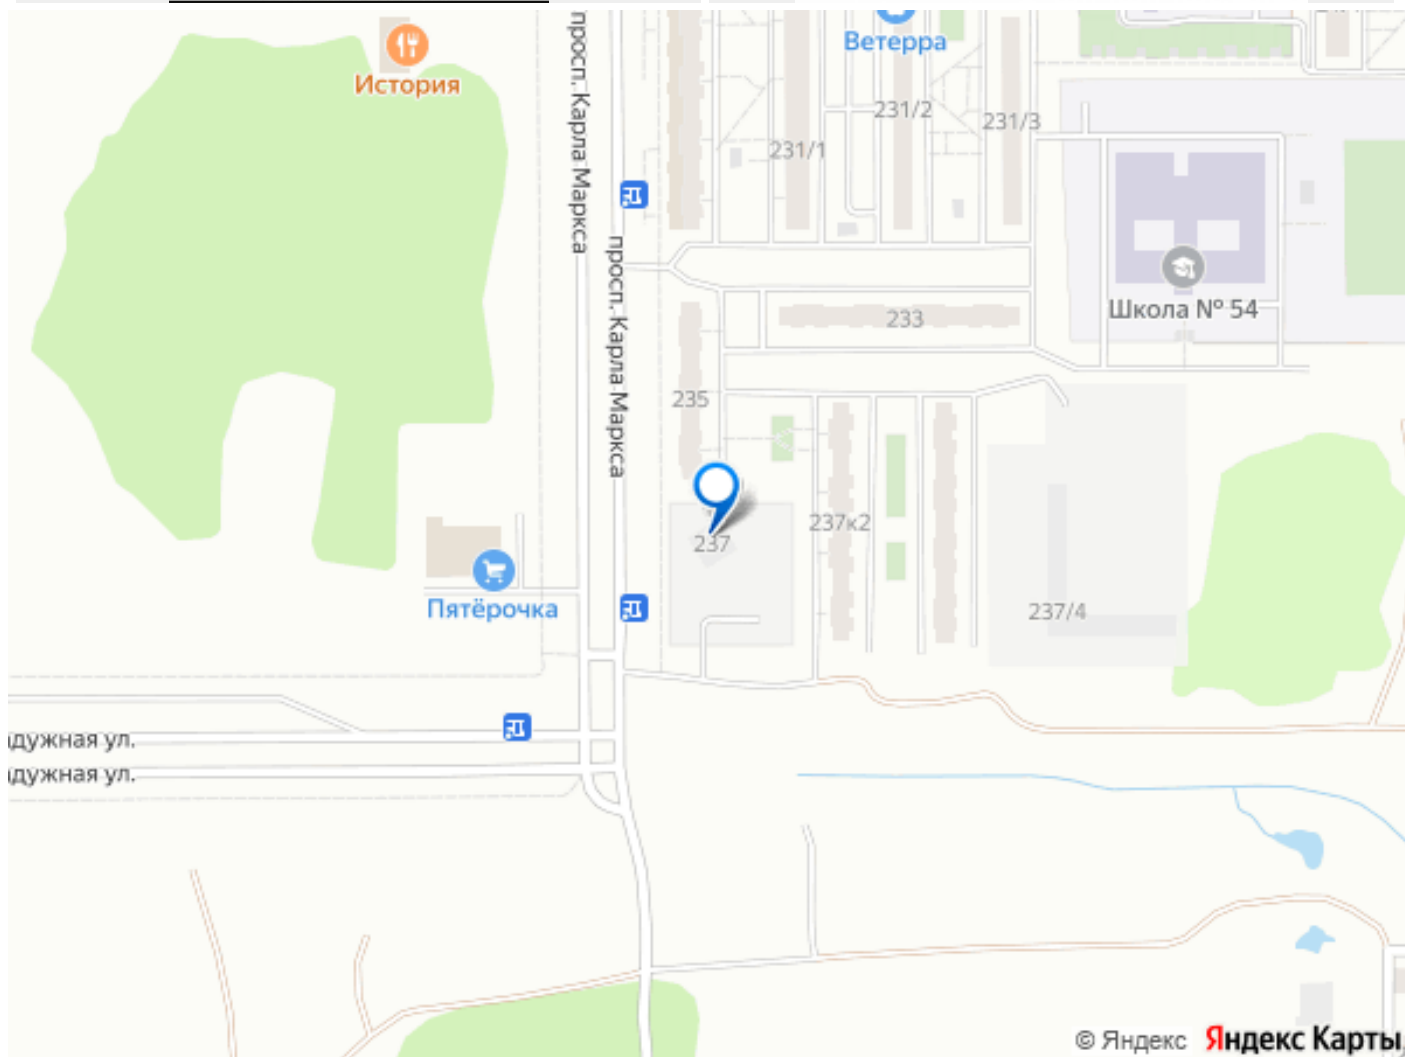 История
Ветерра
просп. Карла Маркса
231/2
231/3
231/1
просп. Карла Маркса
Школа № 54
233
235
237к2
237
Пятёрочка
237/4
дужная ул.
дужная ул.
© Яндекс Яндекс Карты